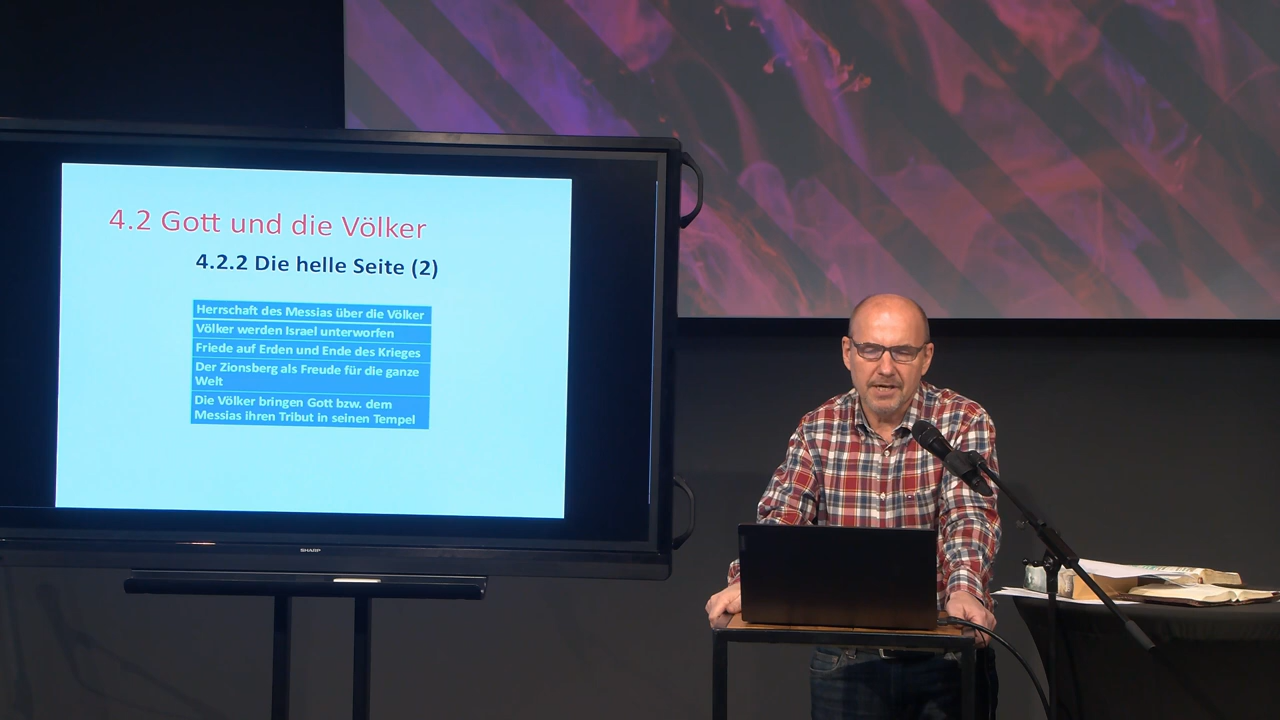 4.2 Gott und die Völker
4.2.2 Die helle Seite (2)
Herrschaft des Messias über die Völker
Völker werden Israel unterworfen
Friede auf Erden und Ende des Krieges
Der Zionsberg als Freude für die ganze
Welt
Die Völker bringen Gott bzw. dem
Messias ihren Tribut in seinen Tempel
SHARP